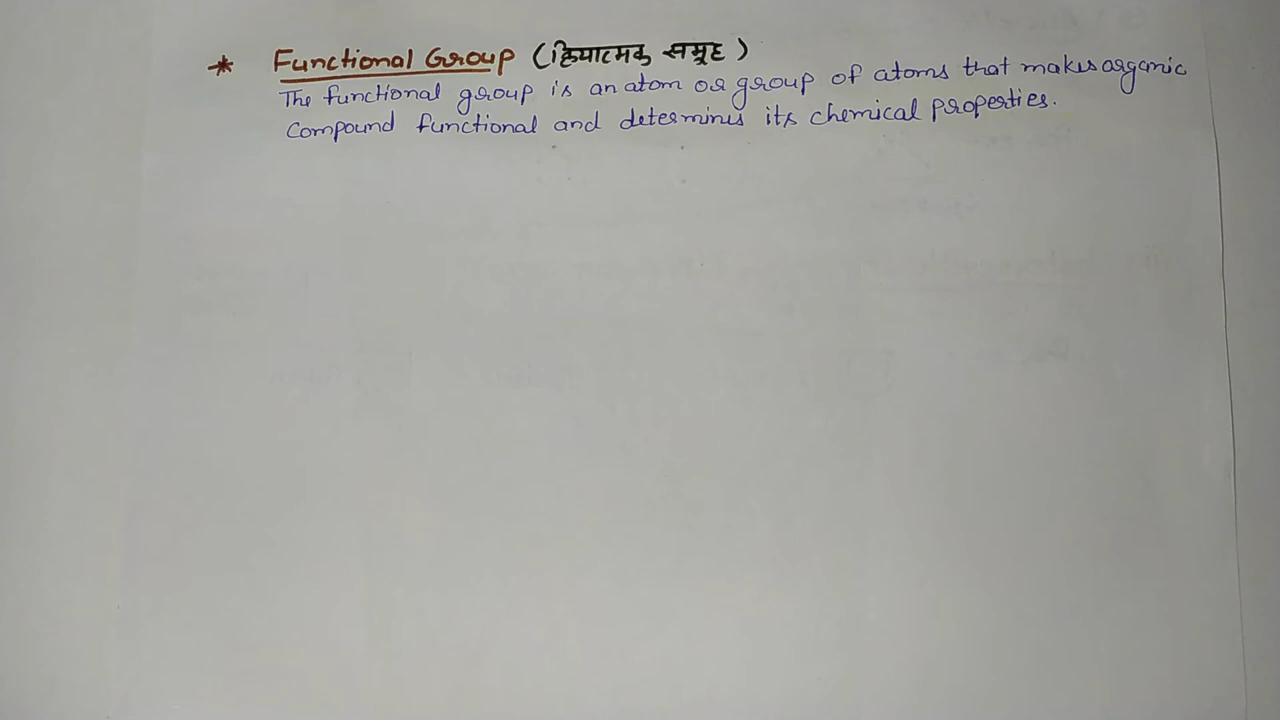 * Functional Group (क्रियात्मक समूह)
The functional group is an atom or group of atoms that makes organic
compound functional and determines its chemical properties.